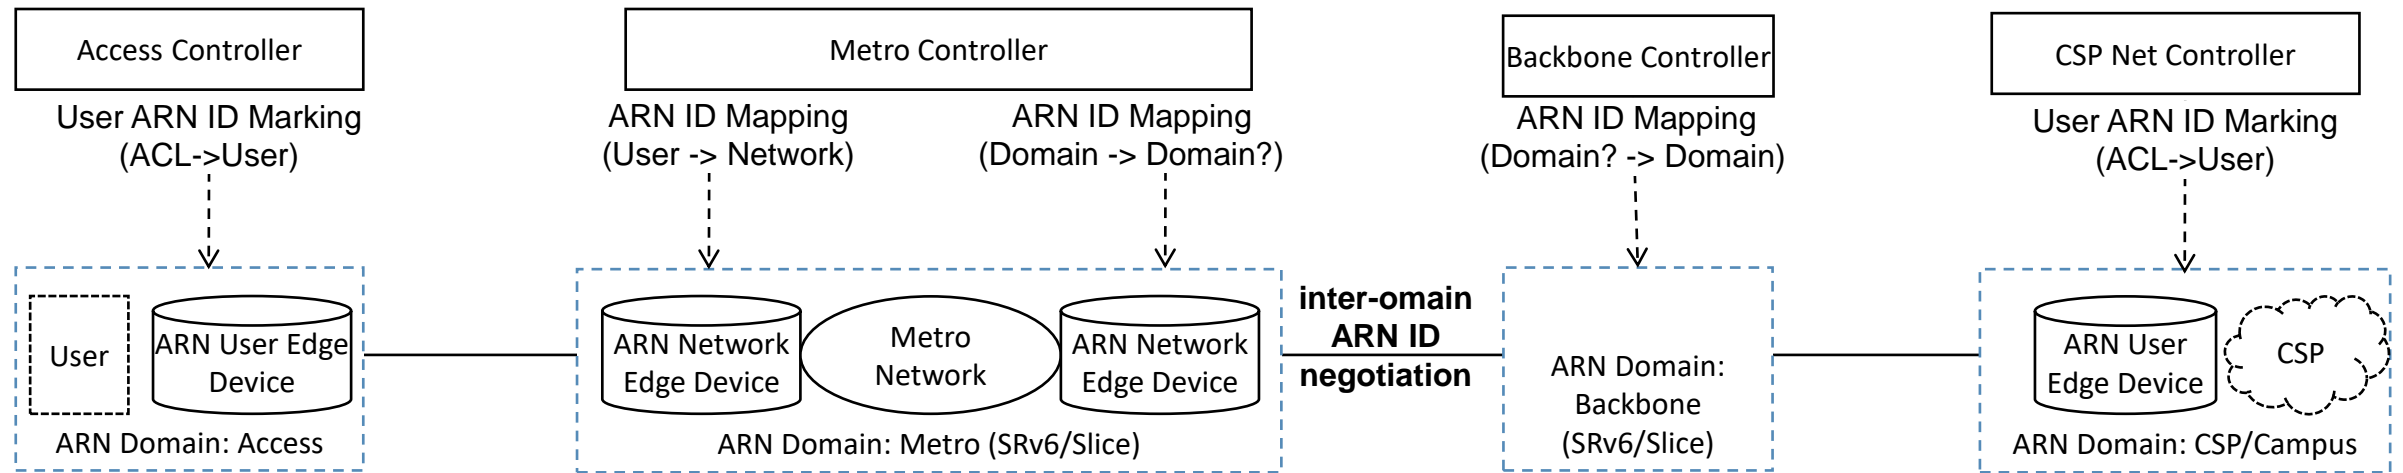 Access Controller
Metro Controller
Backbone Controller
CSP Net Controller
User ARN ID Marking
(ACL->User)
ARN ID Mapping
(User -> Network)
ARN ID Mapping
(Domain -> Domain?)
ARN ID Mapping
(Domain? -> Domain)
User ARN ID Marking
(ACL->User)
User
ARN User Edge
Device
ARN Domain: Access
ARN Network
Edge Device
Metro
Network
ARN Network
Edge Device
ARN Domain: Metro (SRv6/Slice)
inter-omain
ARN ID
negotiation
ARN Domain:
Backbone
(SRv6/Slice)
ARN User
Edge Device
CSP
ARN Domain: CSP/Campus